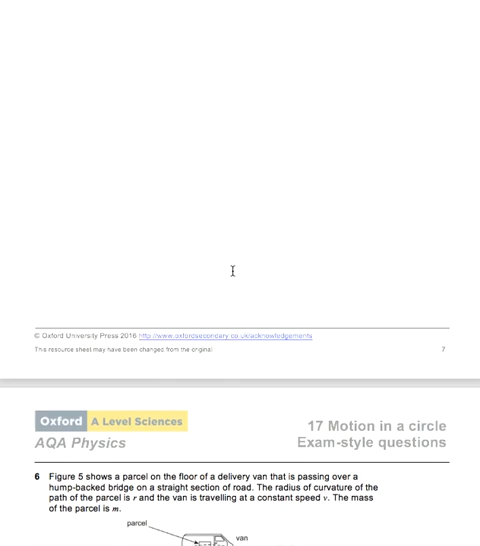 © Oxford University Press 2016 http://www.oxfordsecondary.co.uk/acknowledgements
This resource sheet may have been changed from the original
7
Oxford A Level Sciences
17 Motion in a circle
AQA Physics
Exam-style questions
6 Figure 5 shows a parcel on the floor of a delivery van that is passing over a
hump-backed bridge on a straight section of road. The radius of curvature of the
path of the parcel is r and the van is travelling at a constant speed v. The mass
of the parcel is m.
parcel
van